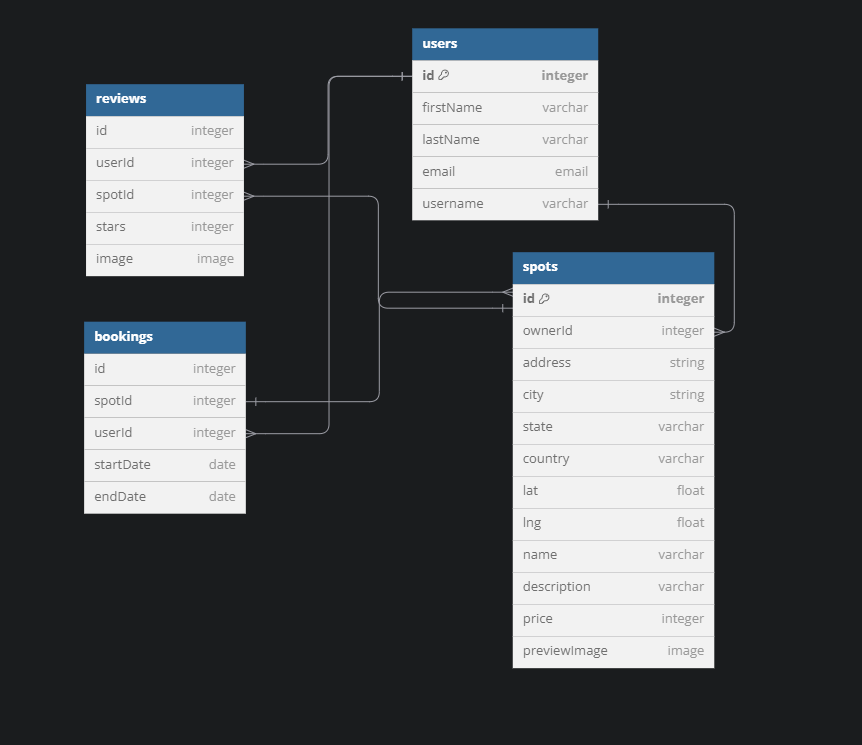 users
id integer
firstName varchar
lastName varchar
email email
username varchar
reviews
id integer
userId integer
spotId integer
stars integer
image image
spots
id integer
ownerId integer
address string
city string
state varchar
country varchar
lat float
lng float
name varchar
description varchar
price integer
previewImage image
bookings
id integer
spotId integer
userId integer
startDate date
endDate date